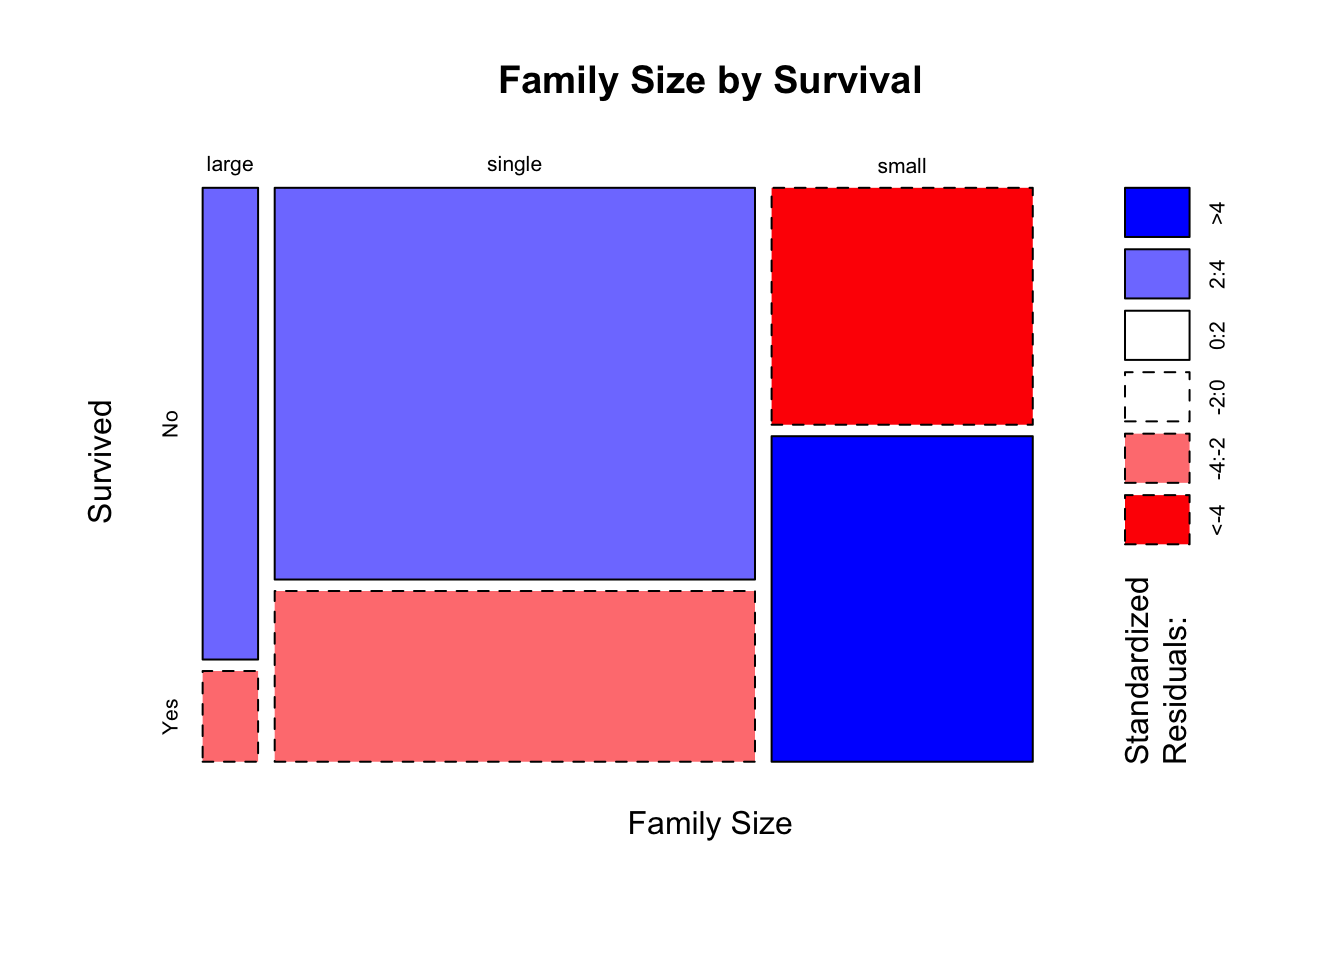 Family Size by Survival
large
single
small
Survived
No
Yes
Family Size
>4
2:4
0:2
-2:0
-4:-2
<-4
Standardized
Residuals: